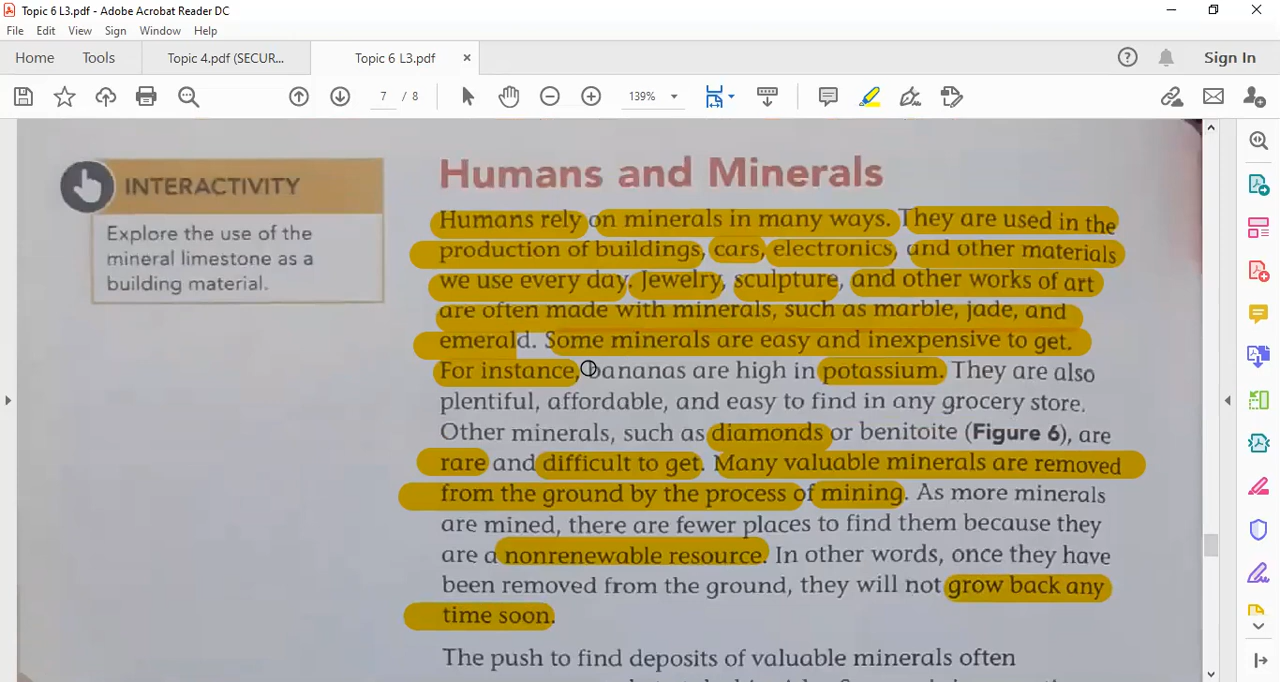 Topic 6 L3.pdf - Adobe Acrobat Reader DC
File Edit View Sign Window Help
Home Tools Topic 4.pdf (SECUR... Topic 6 L3.pdf × Sign In
7 / 8 139%
INTERACTIVITY
Explore the use of the
mineral limestone as a
building material.
Humans and Minerals
Humans rely on minerals in many ways. They are used in the
production of buildings, cars, electronics, and other materials
we use every day. Jewelry, sculpture, and other works of art
are often made with minerals, such as marble, jade, and
emerald. Some minerals are easy and inexpensive to get.
For instance, bananas are high in potassium. They are also
plentiful, affordable, and easy to find in any grocery store.
Other minerals, such as diamonds or benitoite (Figure 6), are
rare and difficult to get. Many valuable minerals are removed
from the ground by the process of mining. As more minerals
are mined, there are fewer places to find them because they
are a nonrenewable resource. In other words, once they have
been removed from the ground, they will not grow back any
time soon.
The push to find deposits of valuable minerals often